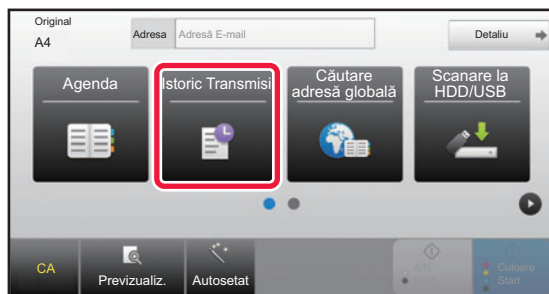 Original
A4
Adresa
Adresă E-mail
Detaliu
Agenda
Istoric Transmisi
Căutare
adresă globală
Scanare la
HDD/USB
CA
Previzualiz.
Autosetat
A/N
Start
Culoare
Start